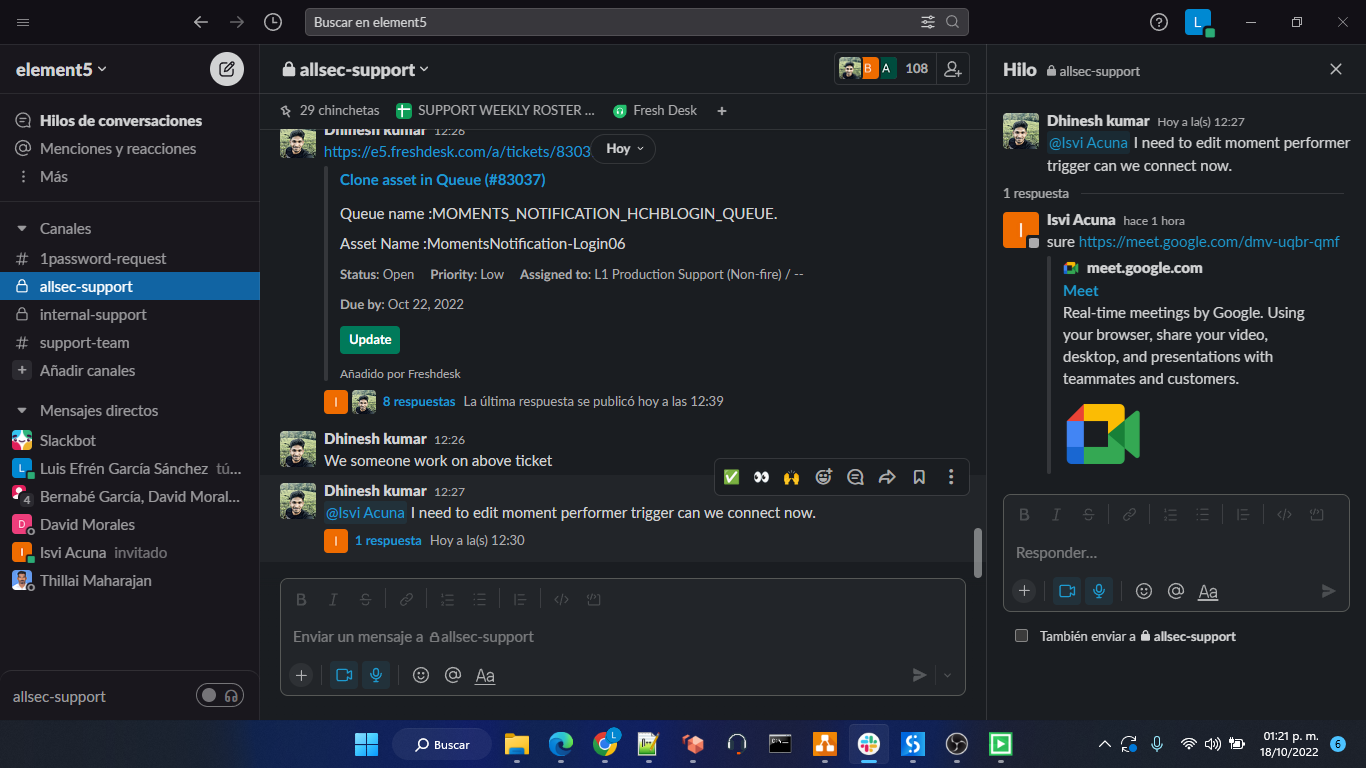 Buscar en element5
L
element5
Hilos de conversaciones
Menciones y reacciones
Más
Canales
1password-request
allsec-support
internal-support
support-team
Añadir canales
Mensajes directos
Slackbot
L Luis Efrén García Sánchez tú...
4 Bernabé García, David Moral...
D David Morales
I Isvi Acuna invitado
Thillai Maharajan
allsec-support
allsec-support
B A 108
29 chinchetas SUPPORT WEEKLY ROSTER ... Fresh Desk +
Dhinesh kumar 12:26
https://e5.freshdesk.com/a/tickets/8303
Hoy
Clone asset in Queue (#83037)
Queue name :MOMENTS_NOTIFICATION_HCHBLOGIN_QUEUE.
Asset Name :MomentsNotification-Login06
Status: Open Priority: Low Assigned to: L1 Production Support (Non-fire) / --
Due by: Oct 22, 2022
Update
Añadido por Freshdesk
I 8 respuestas La última respuesta se publicó hoy a las 12:39
Dhinesh kumar 12:26
We someone work on above ticket
Dhinesh kumar 12:27
@Isvi Acuna I need to edit moment performer trigger can we connect now.
I 1 respuesta Hoy a la(s) 12:30
B I S
Enviar un mensaje a allsec-support
+ @ Aa
Hilo allsec-support
Dhinesh kumar Hoy a la(s) 12:27
@Isvi Acuna I need to edit moment performer
trigger can we connect now.
1 respuesta
I Isvi Acuna hace 1 hora
sure https://meet.google.com/dmv-uqbr-qmf
meet.google.com
Meet
Real-time meetings by Google. Using
your browser, share your video,
desktop, and presentations with
teammates and customers.
B I S
Responder...
+ @ Aa
También enviar a allsec-support
Buscar
L
01:21 p. m.
18/10/2022
6